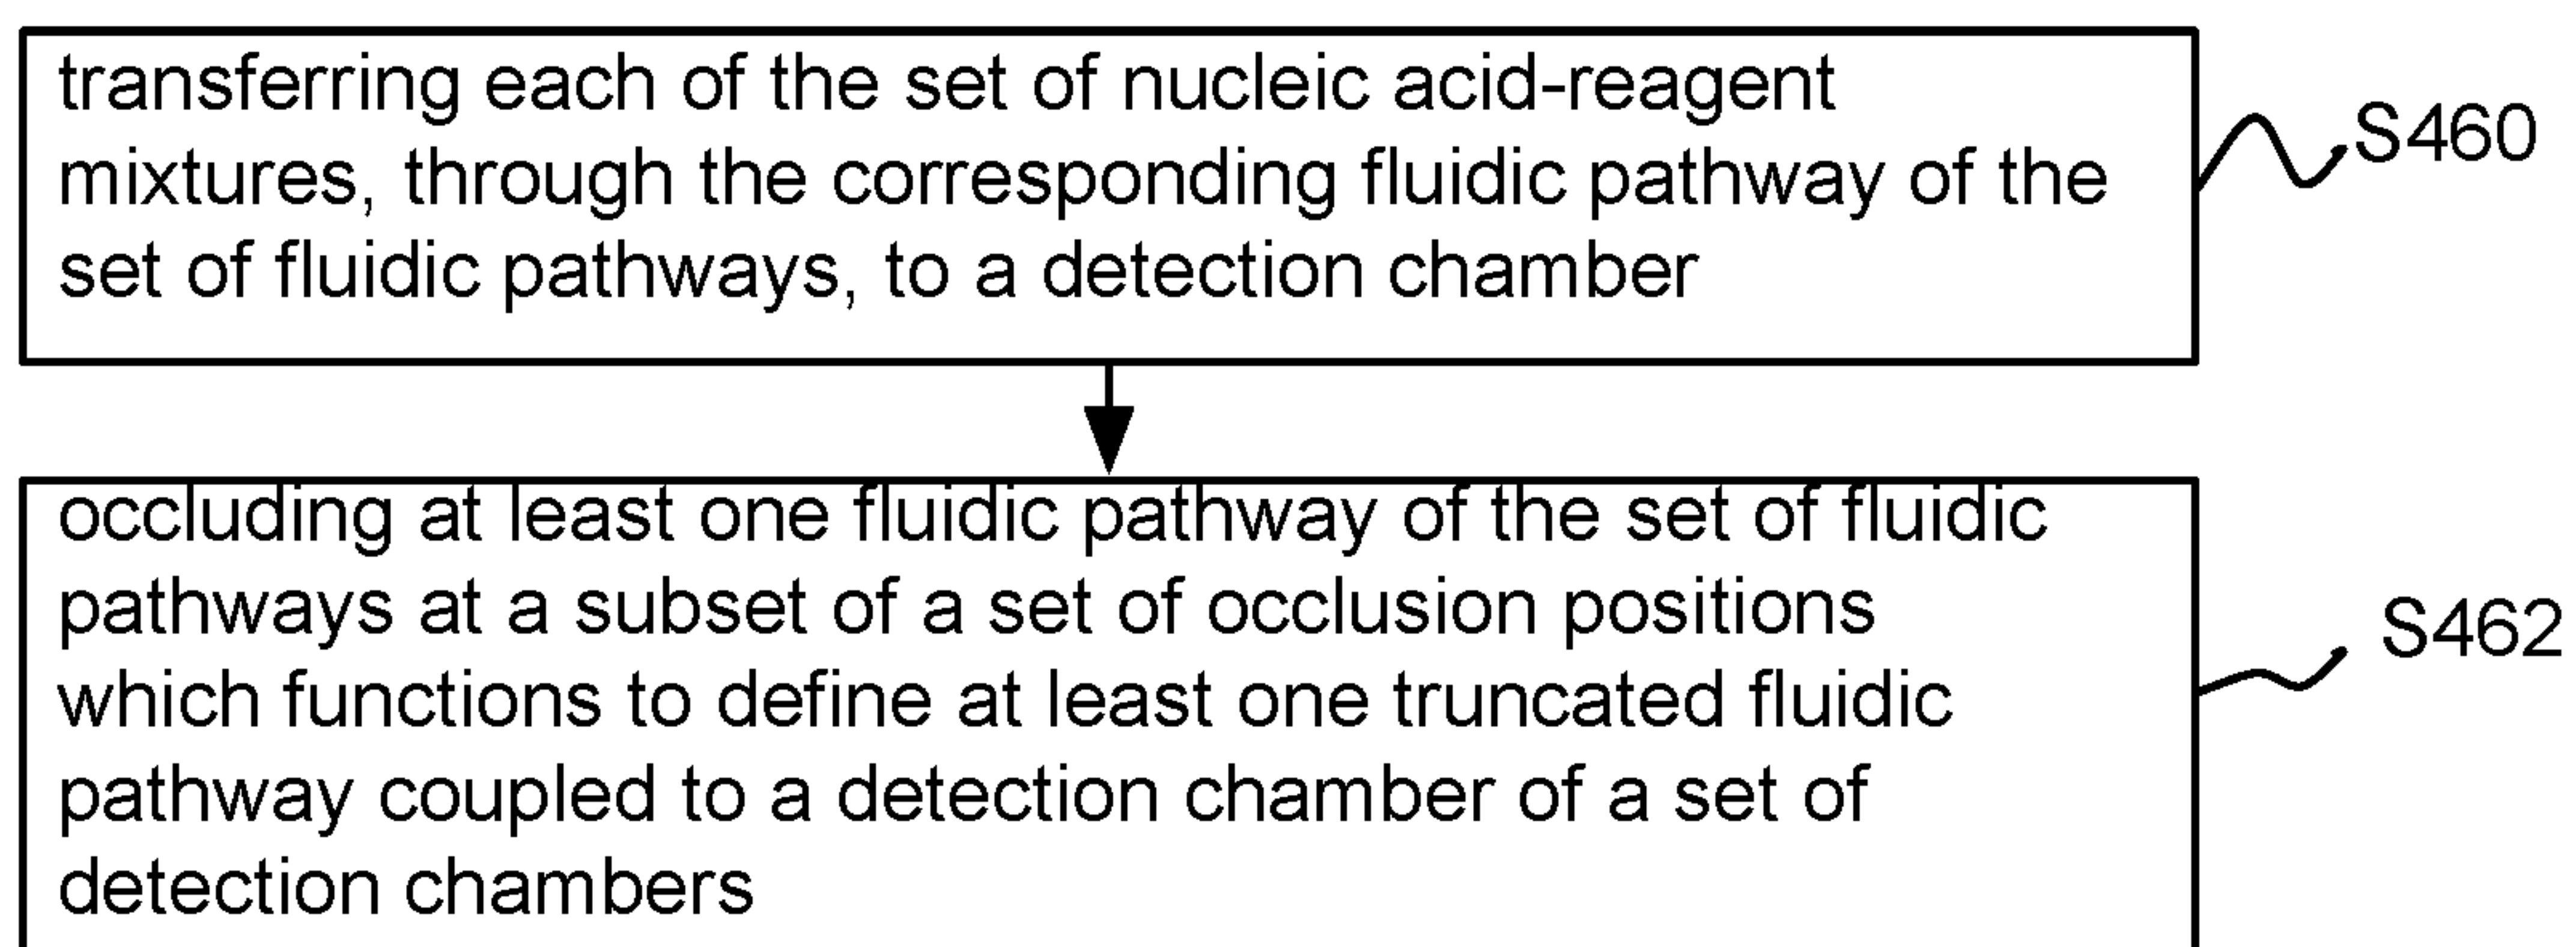 transferring each of the set of nucleic acid-reagent
mixtures, through the corresponding fluidic pathway of the
set of fluidic pathways, to a detection chamber
S460
occluding at least one fluidic pathway of the set of fluidic
pathways at a subset of a set of occlusion positions
which functions to define at least one truncated fluidic
pathway coupled to a detection chamber of a set of
detection chambers
S462